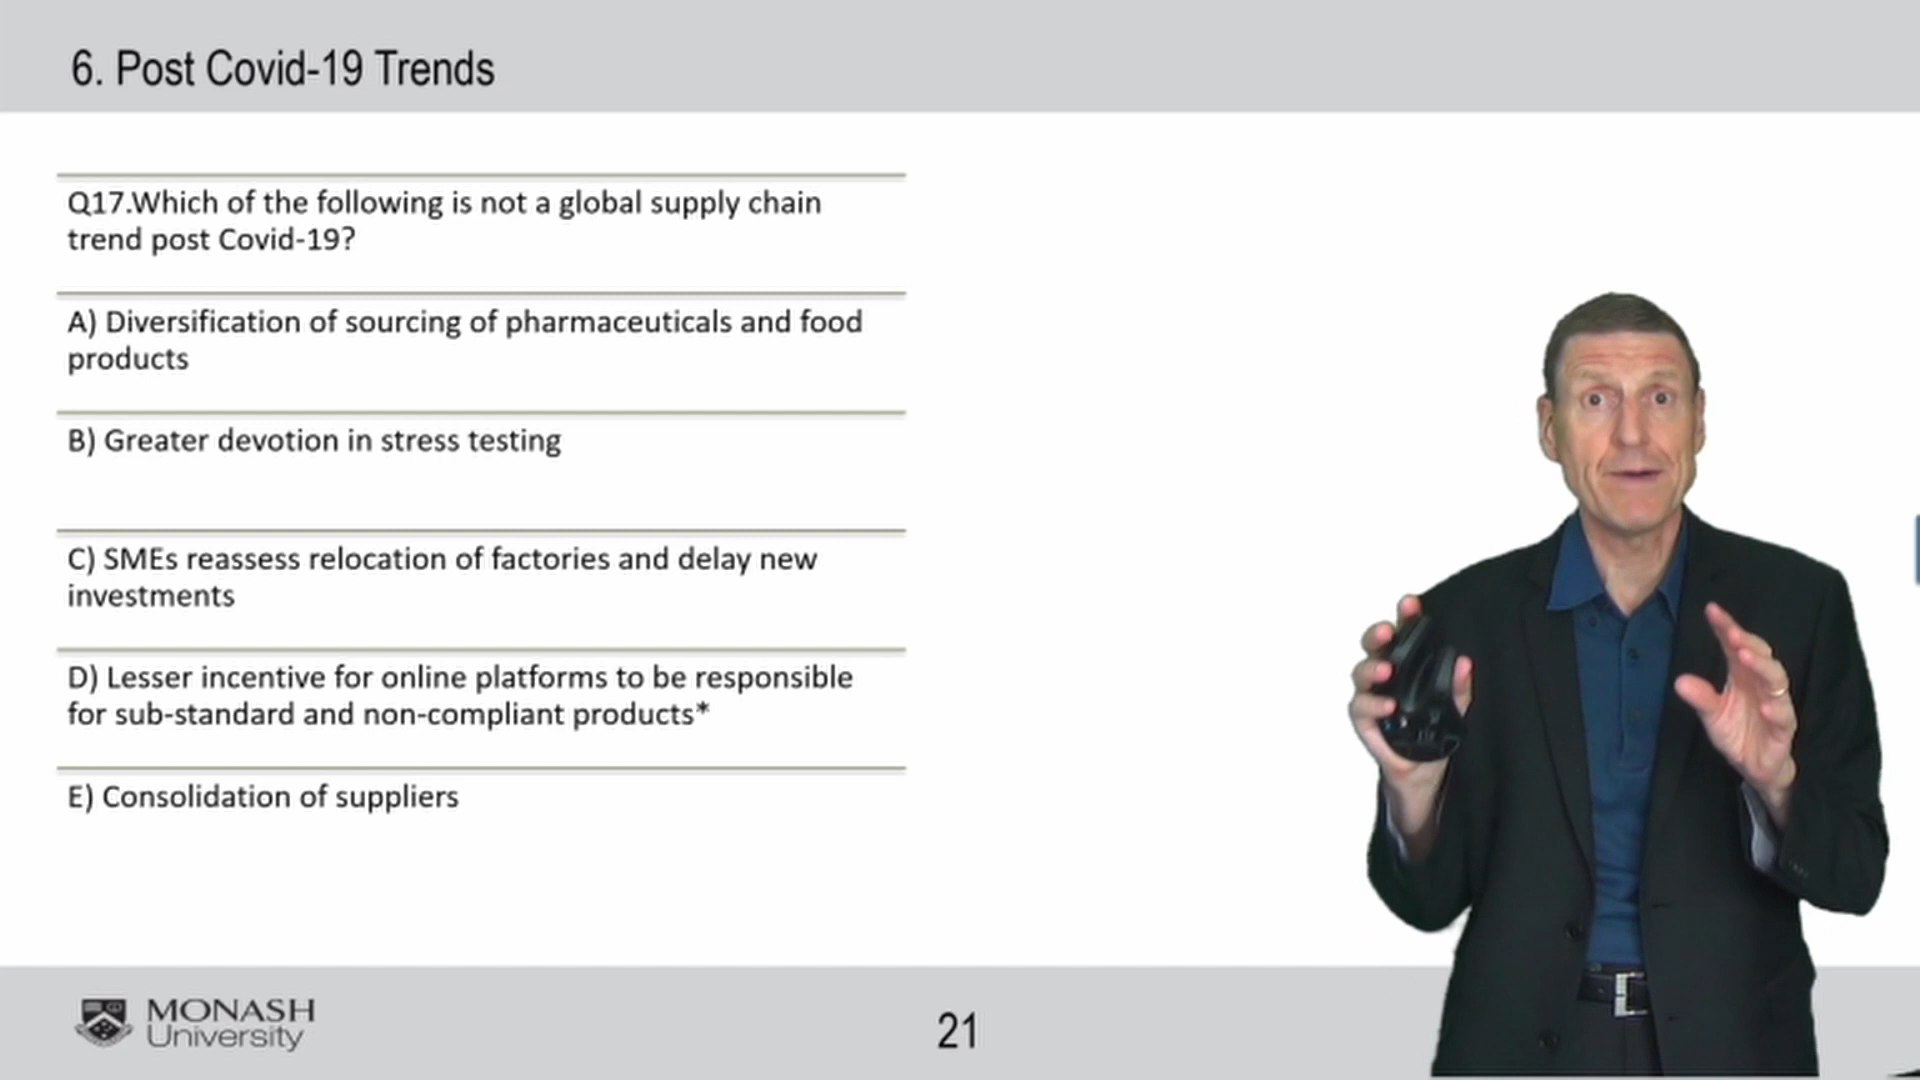 6. Post Covid-19 Trends
Q17.Which of the following is not a global supply chain
trend post Covid-19?
A) Diversification of sourcing of pharmaceuticals and food
products
B) Greater devotion in stress testing
C) SMEs reassess relocation of factories and delay new
investments
D) Lesser incentive for online platforms to be responsible
for sub-standard and non-compliant products*
E) Consolidation of suppliers
MONASH
University
21